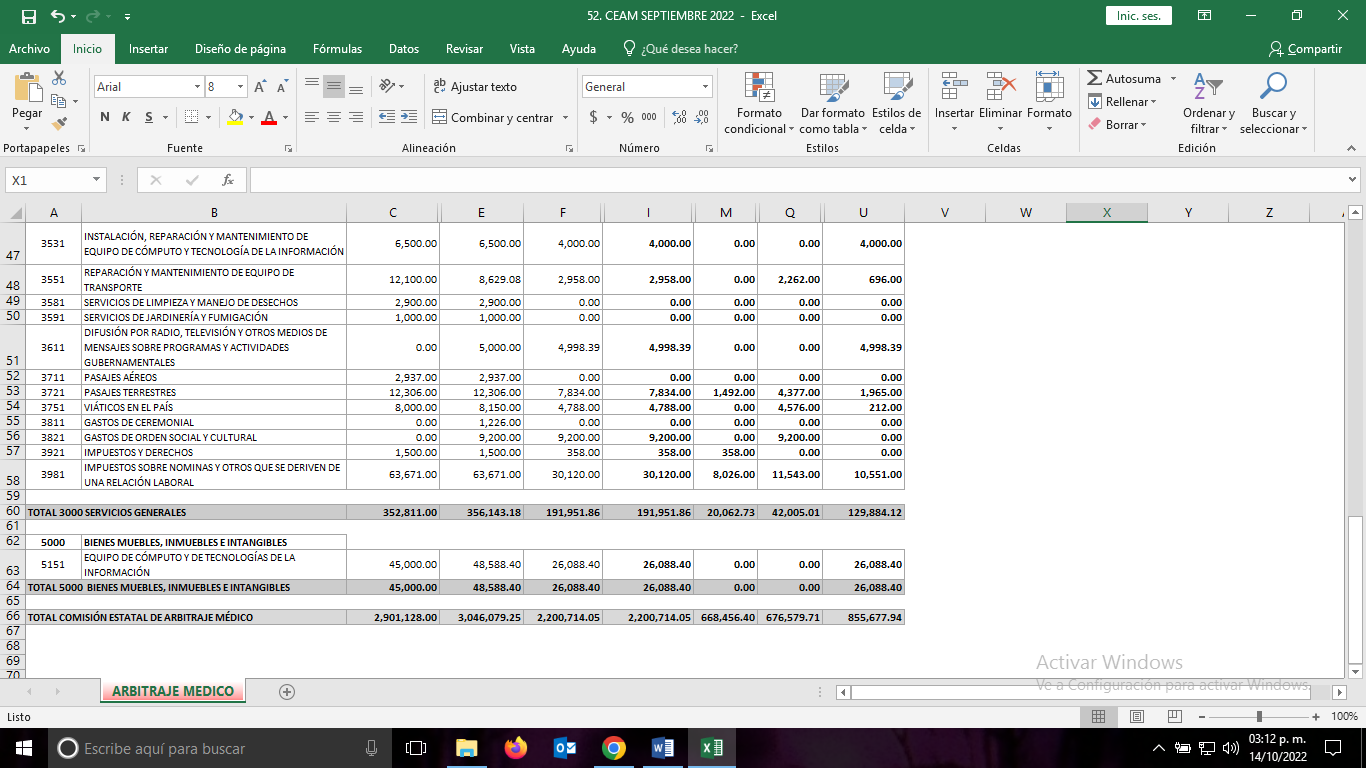 52. CEAM SEPTIEMBRE 2022 - Excel
Inic. ses.
Archivo Inicio Insertar Diseño de página Fórmulas Datos Revisar Vista Ayuda ¿Qué desea hacer? Compartir
Pegar
Arial 8
N K S
Ajustar texto
Combinar y centrar
General
$ % 000
Formato condicional
Dar formato como tabla
Estilos de celda
Insertar Eliminar Formato
Autosuma
Rellenar
Borrar
Ordenar y filtrar
Buscar y seleccionar
Portapapeles Fuente Alineación Número Estilos Celdas Edición
X1 fx
A B C E F I M Q U V W X Y Z
47 3531 INSTALACIÓN, REPARACIÓN Y MANTENIMIENTO DE
EQUIPO DE CÓMPUTO Y TECNOLOGÍA DE LA INFORMACIÓN 6,500.00 6,500.00 4,000.00 4,000.00 0.00 0.00 4,000.00
48 3551 REPARACIÓN Y MANTENIMIENTO DE EQUIPO DE
TRANSPORTE 12,100.00 8,629.08 2,958.00 2,958.00 0.00 2,262.00 696.00
49 3581 SERVICIOS DE LIMPIEZA Y MANEJO DE DESECHOS 2,900.00 2,900.00 0.00 0.00 0.00 0.00 0.00
50 3591 SERVICIOS DE JARDINERÍA Y FUMIGACIÓN 1,000.00 1,000.00 0.00 0.00 0.00 0.00 0.00
51 3611 DIFUSIÓN POR RADIO, TELEVISIÓN Y OTROS MEDIOS DE
MENSAJES SOBRE PROGRAMAS Y ACTIVIDADES
GUBERNAMENTALES 0.00 5,000.00 4,998.39 4,998.39 0.00 0.00 4,998.39
52 3711 PASAJES AÉREOS 2,937.00 2,937.00 0.00 0.00 0.00 0.00 0.00
53 3721 PASAJES TERRESTRES 12,306.00 12,306.00 7,834.00 7,834.00 1,492.00 4,377.00 1,965.00
54 3751 VIÁTICOS EN EL PAÍS 8,000.00 8,150.00 4,788.00 4,788.00 0.00 4,576.00 212.00
55 3811 GASTOS DE CEREMONIAL 0.00 1,226.00 0.00 0.00 0.00 0.00 0.00
56 3821 GASTOS DE ORDEN SOCIAL Y CULTURAL 0.00 9,200.00 9,200.00 9,200.00 0.00 9,200.00 0.00
57 3921 IMPUESTOS Y DERECHOS 1,500.00 1,500.00 358.00 358.00 358.00 0.00 0.00
58 3981 IMPUESTOS SOBRE NOMINAS Y OTROS QUE SE DERIVEN DE
UNA RELACIÓN LABORAL 63,671.00 63,671.00 30,120.00 30,120.00 8,026.00 11,543.00 10,551.00
59
60 TOTAL 3000 SERVICIOS GENERALES 352,811.00 356,143.18 191,951.86 191,951.86 20,062.73 42,005.01 129,884.12
61
62 5000 BIENES MUEBLES, INMUEBLES E INTANGIBLES
63 5151 EQUIPO DE CÓMPUTO Y DE TECNOLOGÍAS DE LA
INFORMACIÓN 45,000.00 48,588.40 26,088.40 26,088.40 0.00 0.00 26,088.40
64 TOTAL 5000 BIENES MUEBLES, INMUEBLES E INTANGIBLES 45,000.00 48,588.40 26,088.40 26,088.40 0.00 0.00 26,088.40
65
66 TOTAL COMISIÓN ESTATAL DE ARBITRAJE MÉDICO 2,901,128.00 3,046,079.25 2,200,714.05 2,200,714.05 668,456.40 676,579.71 855,677.94
67
68
69
70
Activar Windows
Ve a Configuración para activar Windows.
ARBITRAJE MEDICO
Listo 100%
Escribe aquí para buscar
03:12 p. m.
14/10/2022